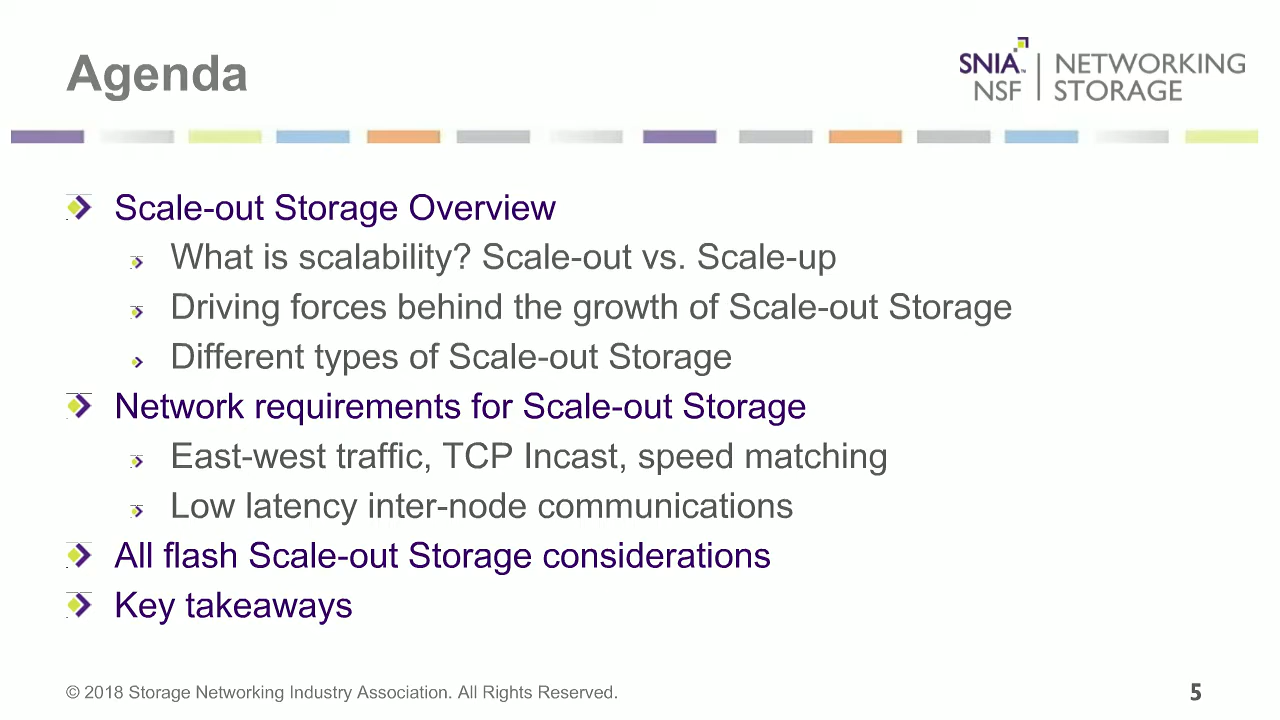 Agenda
SNIA™ NSF | NETWORKING STORAGE
Scale-out Storage Overview
What is scalability? Scale-out vs. Scale-up
Driving forces behind the growth of Scale-out Storage
Different types of Scale-out Storage
Network requirements for Scale-out Storage
East-west traffic, TCP Incast, speed matching
Low latency inter-node communications
All flash Scale-out Storage considerations
Key takeaways
© 2018 Storage Networking Industry Association. All Rights Reserved.
5